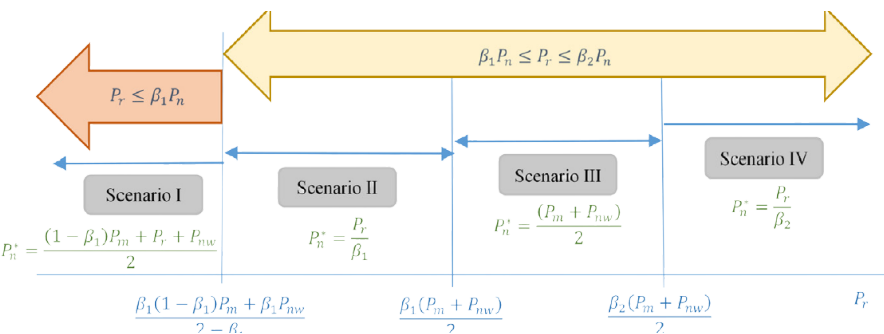 β₁Pₙ ≤ Pᵣ ≤ β₂Pₙ
Pᵣ ≤ β₁Pₙ
Scenario I
Scenario II
Scenario III
Scenario IV
Pₙ* = ((1 − β₁)Pₘ + Pᵣ + Pₙw)/2
Pₙ* = Pᵣ/β₁
Pₙ* = (Pₘ + Pₙw)/2
Pₙ* = Pᵣ/β₂
(β₁(1 − β₁)Pₘ + β₁Pₙw)/(2 − β
β₁(Pₘ + Pₙw)/2
β₂(Pₘ + Pₙw)/2
Pᵣ